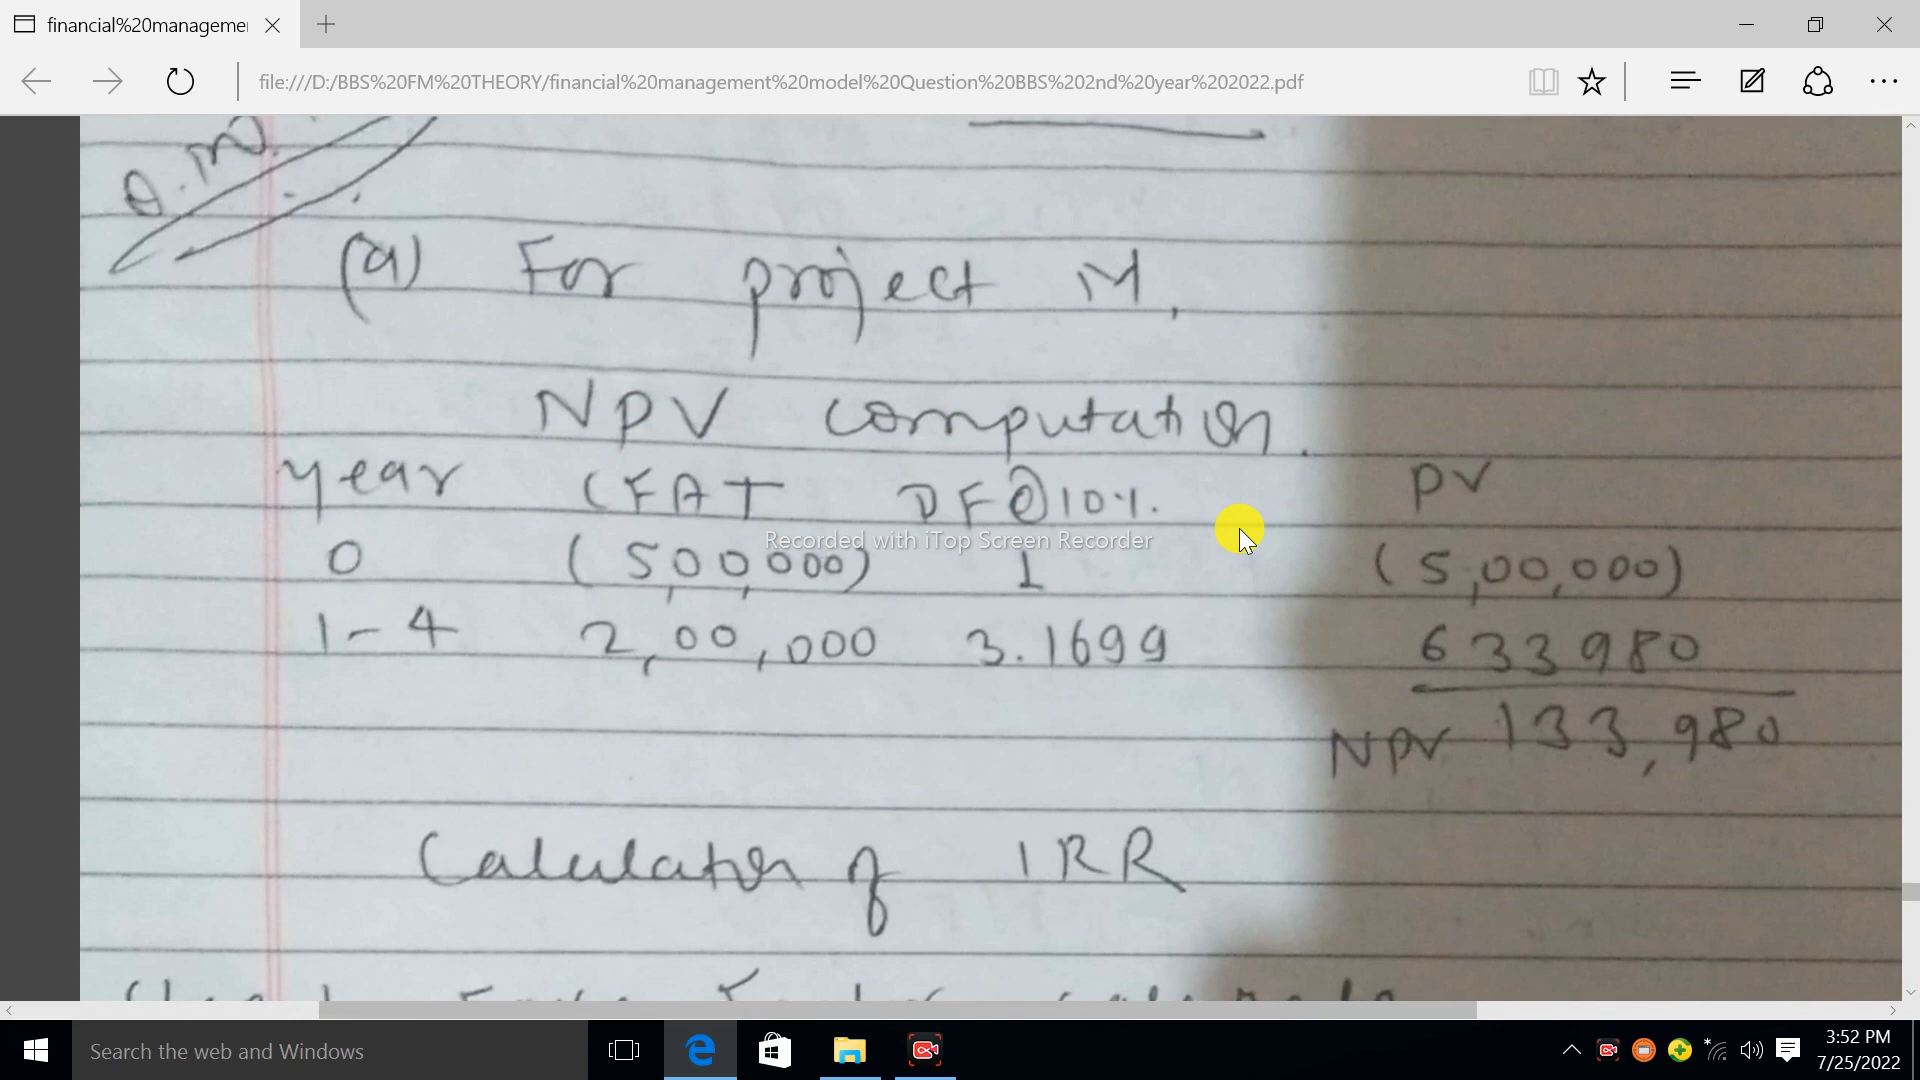 financial%20manageme
file:///D:/BBS%20FM%20THEORY/financial%20management%20model%20Question%20BBS%202nd%20year%202022.pdf
(a) For project M.
NPV computation.
year CFAT DF@10%. PV
Recorded with iTop Screen Recorder
0 (5,00,000) 1 (5,00,000)
1-4 2,00,000 3.1699 633980
NPV 133,980
Calculation of IRR
Search the web and Windows
3:52 PM
7/25/2022